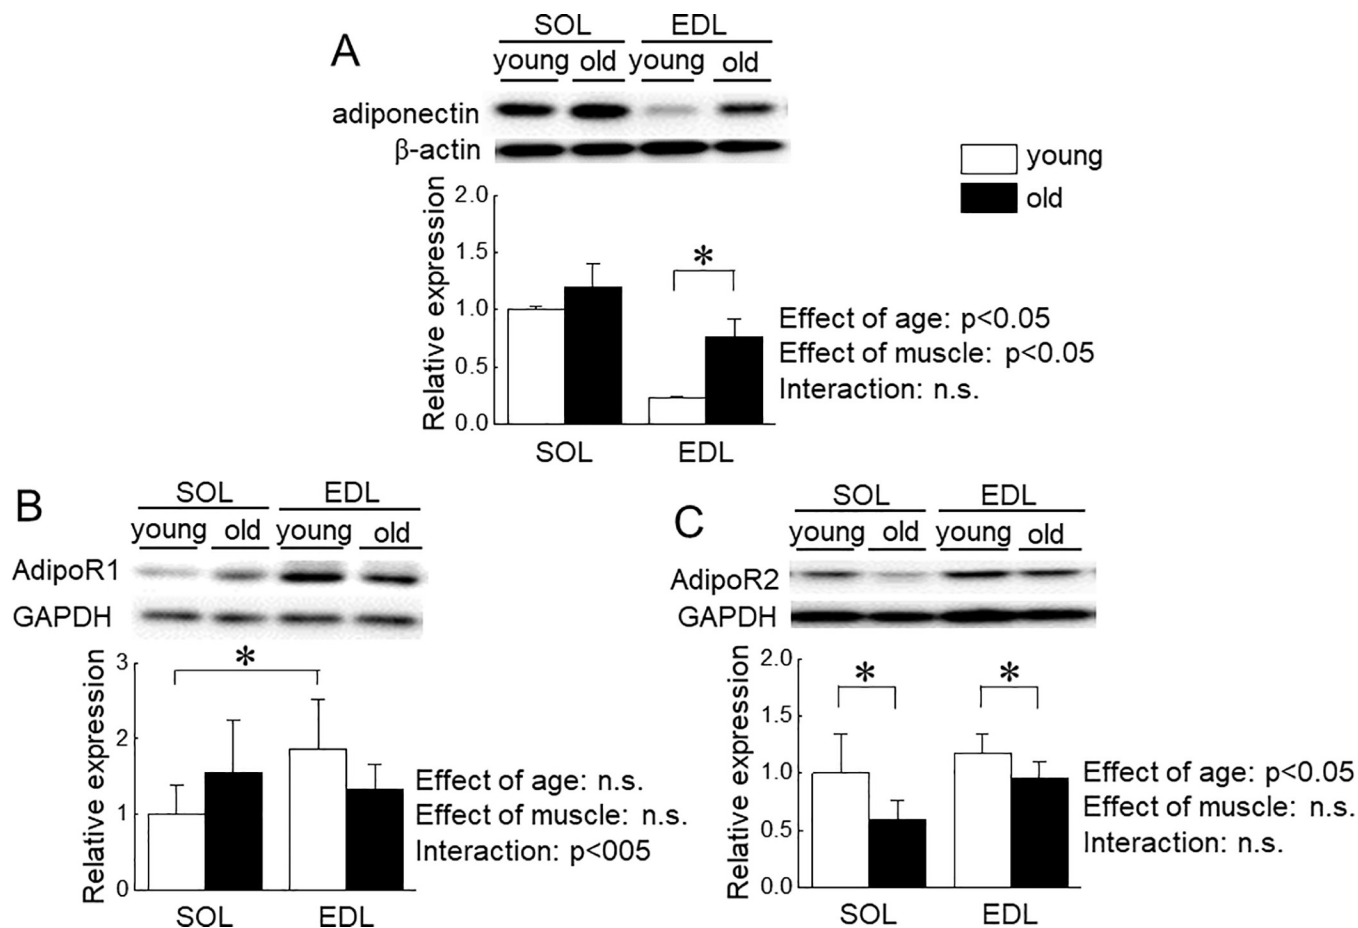 A
SOL EDL
young old young old
adiponectin
β-actin
young
old
Relative expression
2.0
1.5
1.0
0.5
0.0
*
SOL EDL
Effect of age: p<0.05
Effect of muscle: p<0.05
Interaction: n.s.
B
SOL EDL
young old young old
AdipoR1
GAPDH
Relative expression
3
2
1
0
*
SOL EDL
Effect of age: n.s.
Effect of muscle: n.s.
Interaction: p<005
C
SOL EDL
young old young old
AdipoR2
GAPDH
Relative expression
2.0
1.5
1.0
0.5
0.0
* *
SOL EDL
Effect of age: p<0.05
Effect of muscle: n.s.
Interaction: n.s.